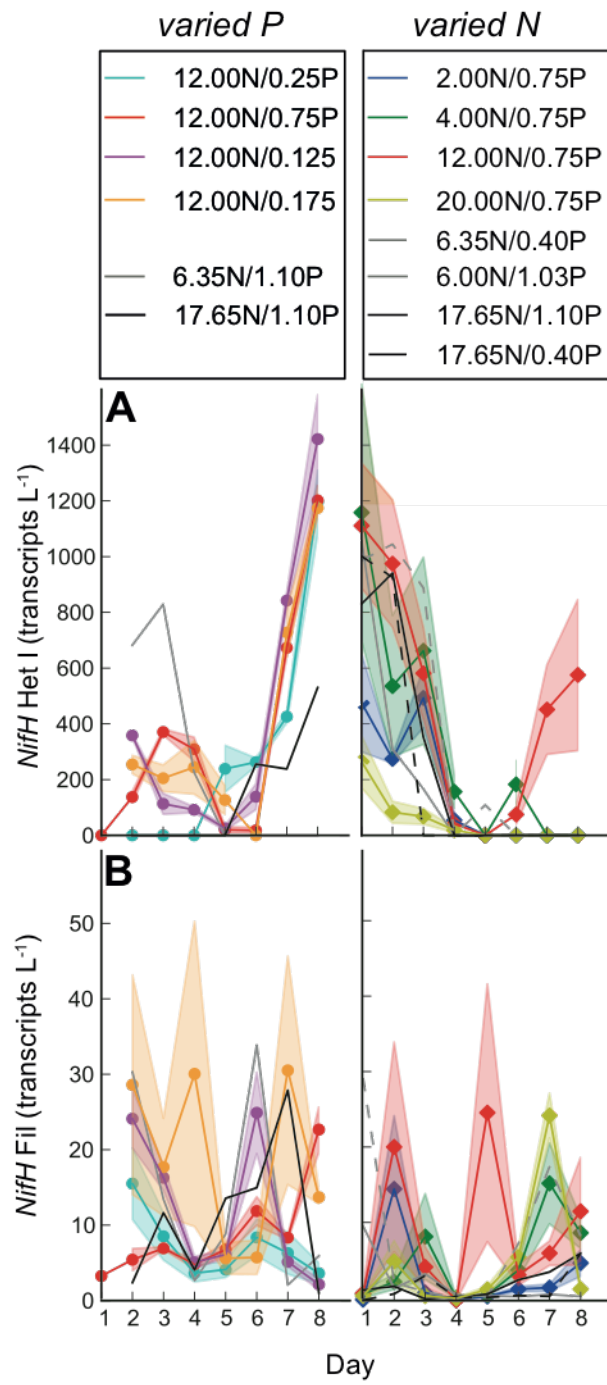 varied P
varied N
12.00N/0.25P
12.00N/0.75P
12.00N/0.125
12.00N/0.175
6.35N/1.10P
17.65N/1.10P
2.00N/0.75P
4.00N/0.75P
12.00N/0.75P
20.00N/0.75P
6.35N/0.40P
6.00N/1.03P
17.65N/1.10P
17.65N/0.40P
A
NifH Het I (transcripts L⁻¹)
1400
1200
1000
800
600
400
200
0
B
NifH Fil (transcripts L⁻¹)
50
40
30
20
10
0
1 2 3 4 5 6 7 8
1 2 3 4 5 6 7 8
Day